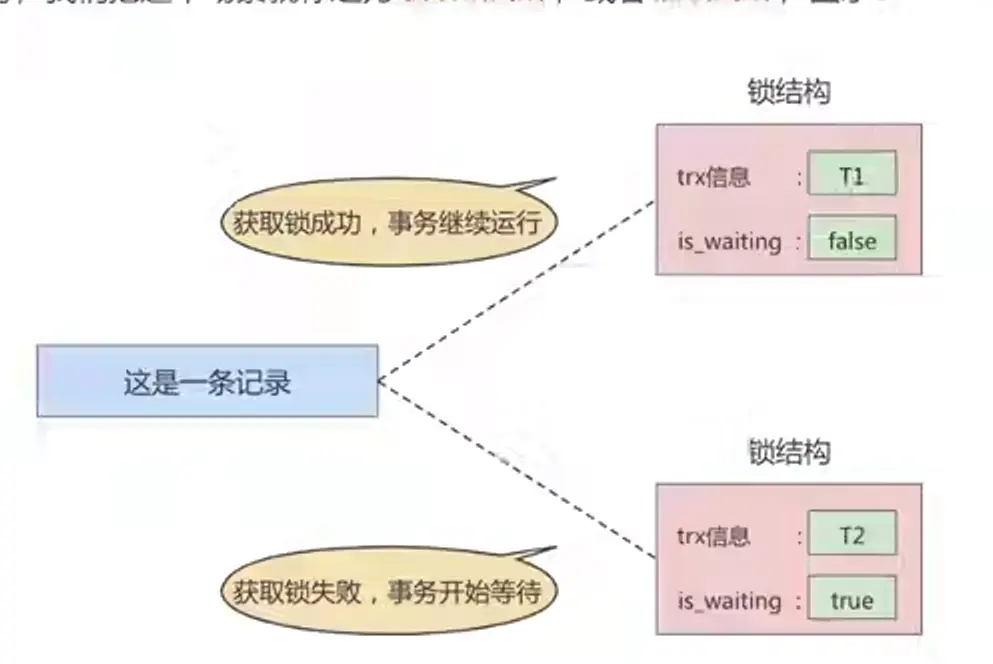 锁结构
trx信息 : T1
获取锁成功，事务继续运行
is_waiting : false
这是一条记录
锁结构
trx信息 : T2
获取锁失败，事务开始等待
is_waiting : true